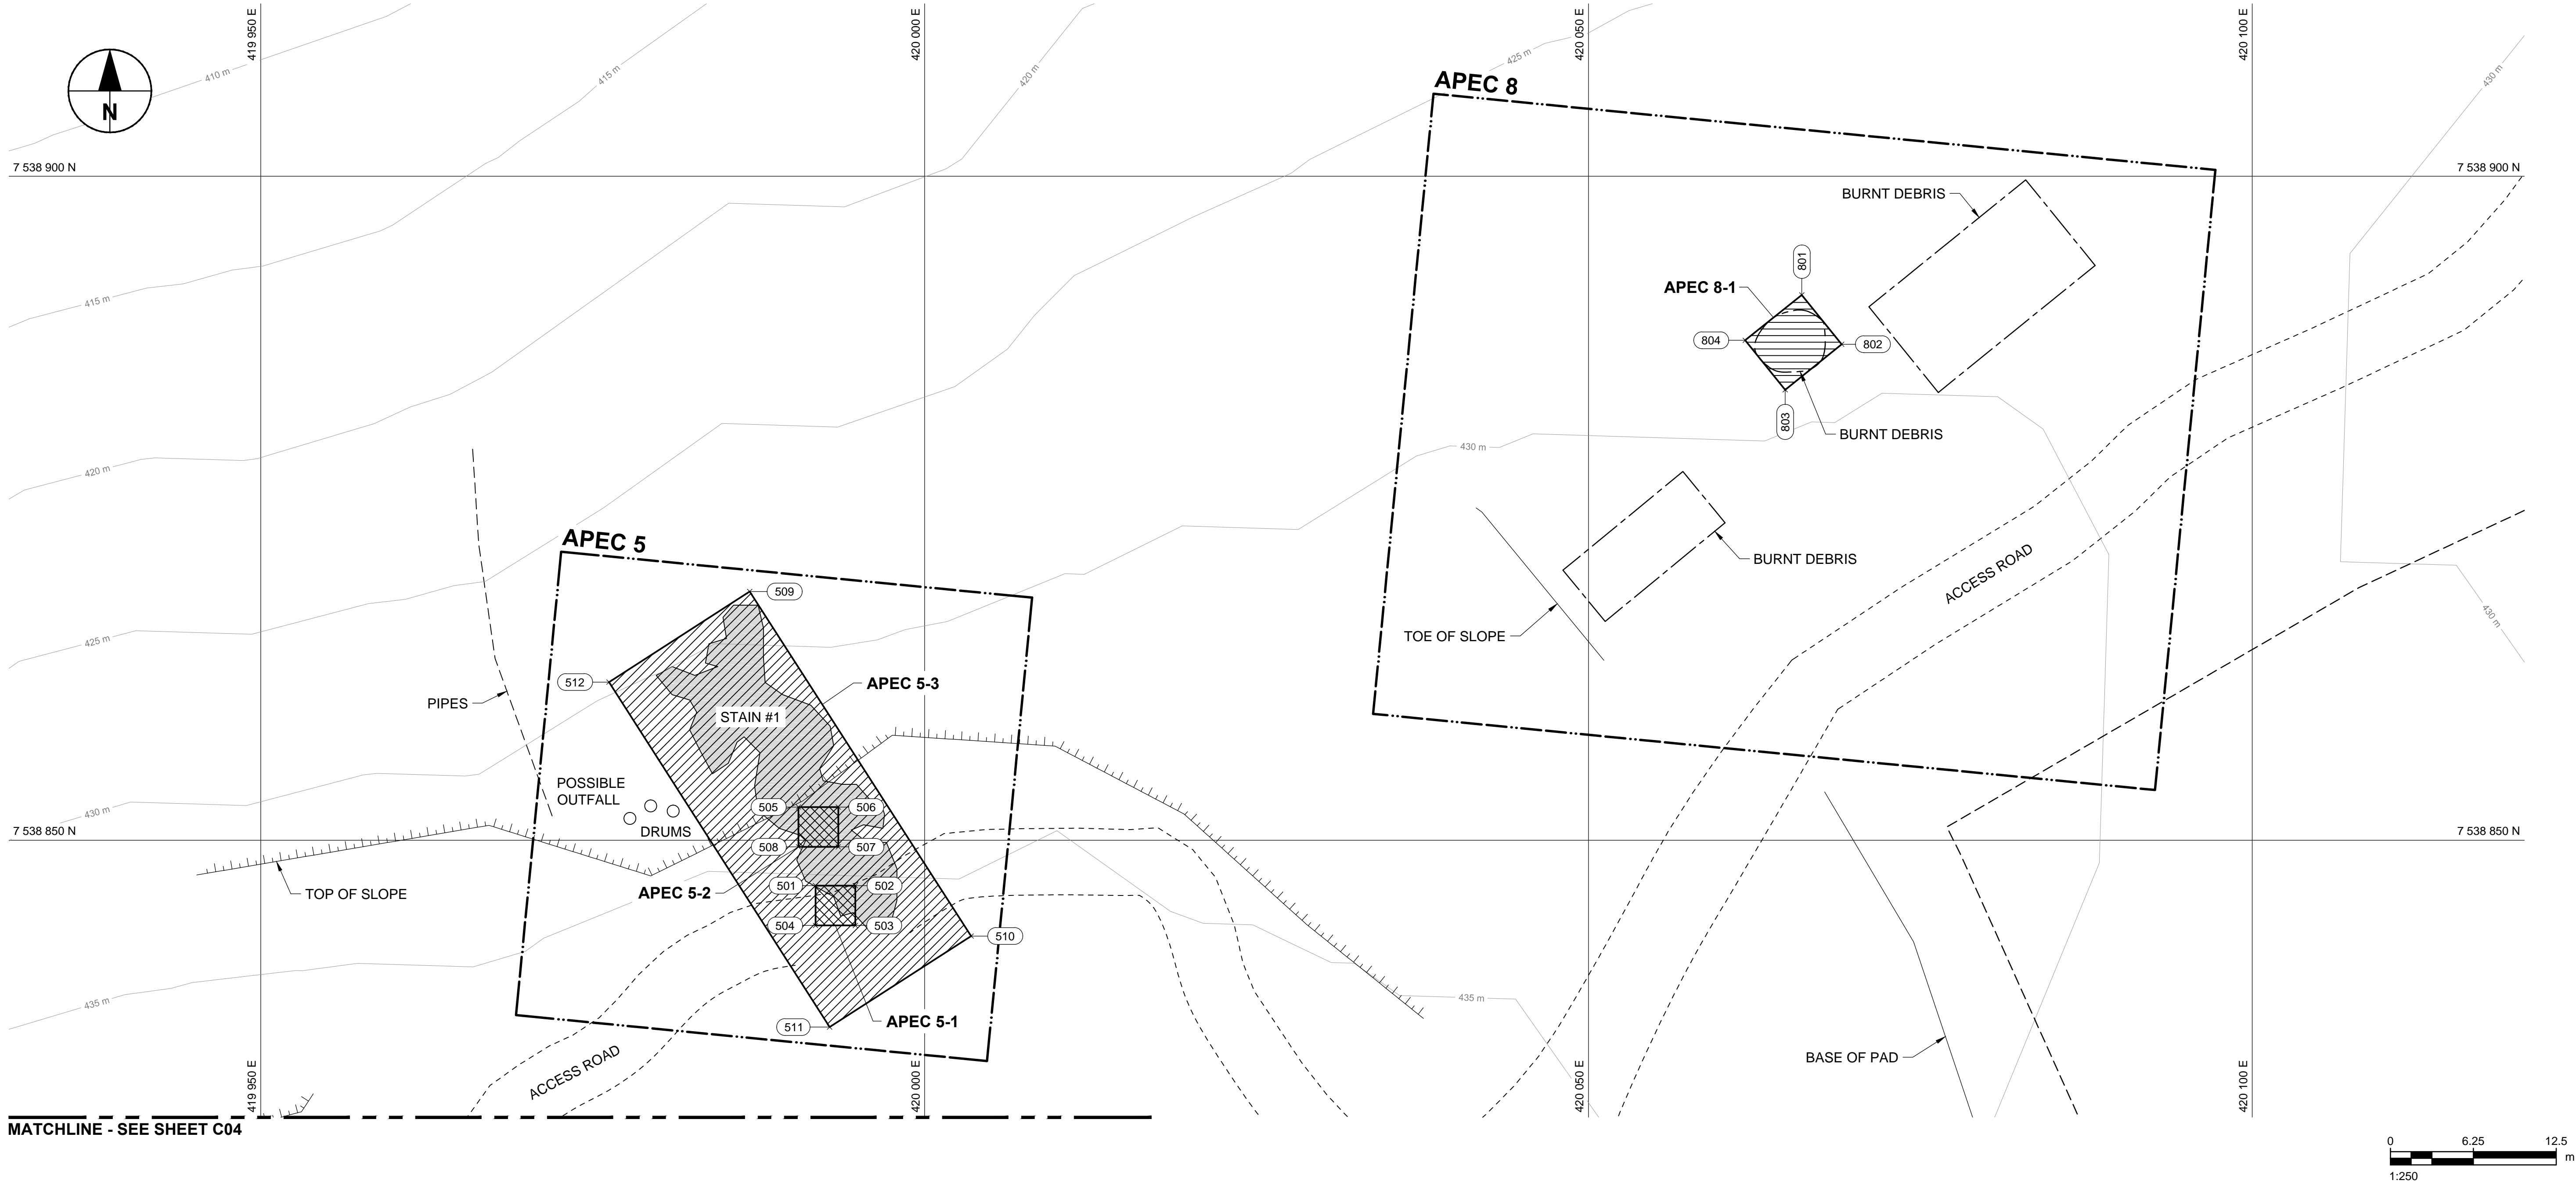 419 950 E
420 000 E
420 050 E
420 100 E
410 m
415 m
420 m
425 m
430 m
N
APEC 8
7 538 900 N
7 538 900 N
BURNT DEBRIS
801
APEC 8-1
415 m
804
802
803
BURNT DEBRIS
430 m
420 m
APEC 5
BURNT DEBRIS
ACCESS ROAD
509
430 m
425 m
TOE OF SLOPE
512
APEC 5-3
PIPES
STAIN #1
POSSIBLE
OUTFALL
505
506
430 m
DRUMS
7 538 850 N
7 538 850 N
508
507
501
502
APEC 5-2
TOP OF SLOPE
504
503
510
435 m
435 m
APEC 5-1
511
ACCESS ROAD
BASE OF PAD
419 950 E
420 000 E
420 050 E
420 100 E
MATCHLINE - SEE SHEET C04
0
6.25
12.5
m
1:250